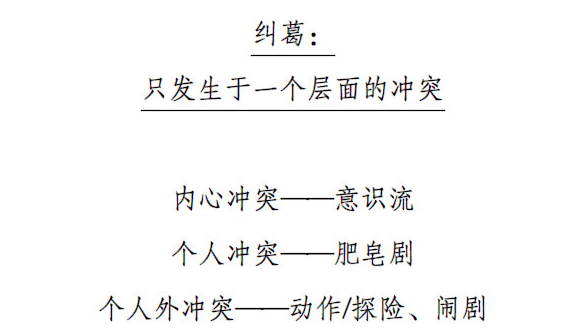 纠葛：
只发生于一个层面的冲突
内心冲突——意识流
个人冲突——肥皂剧
个人外冲突——动作/探险、闹剧